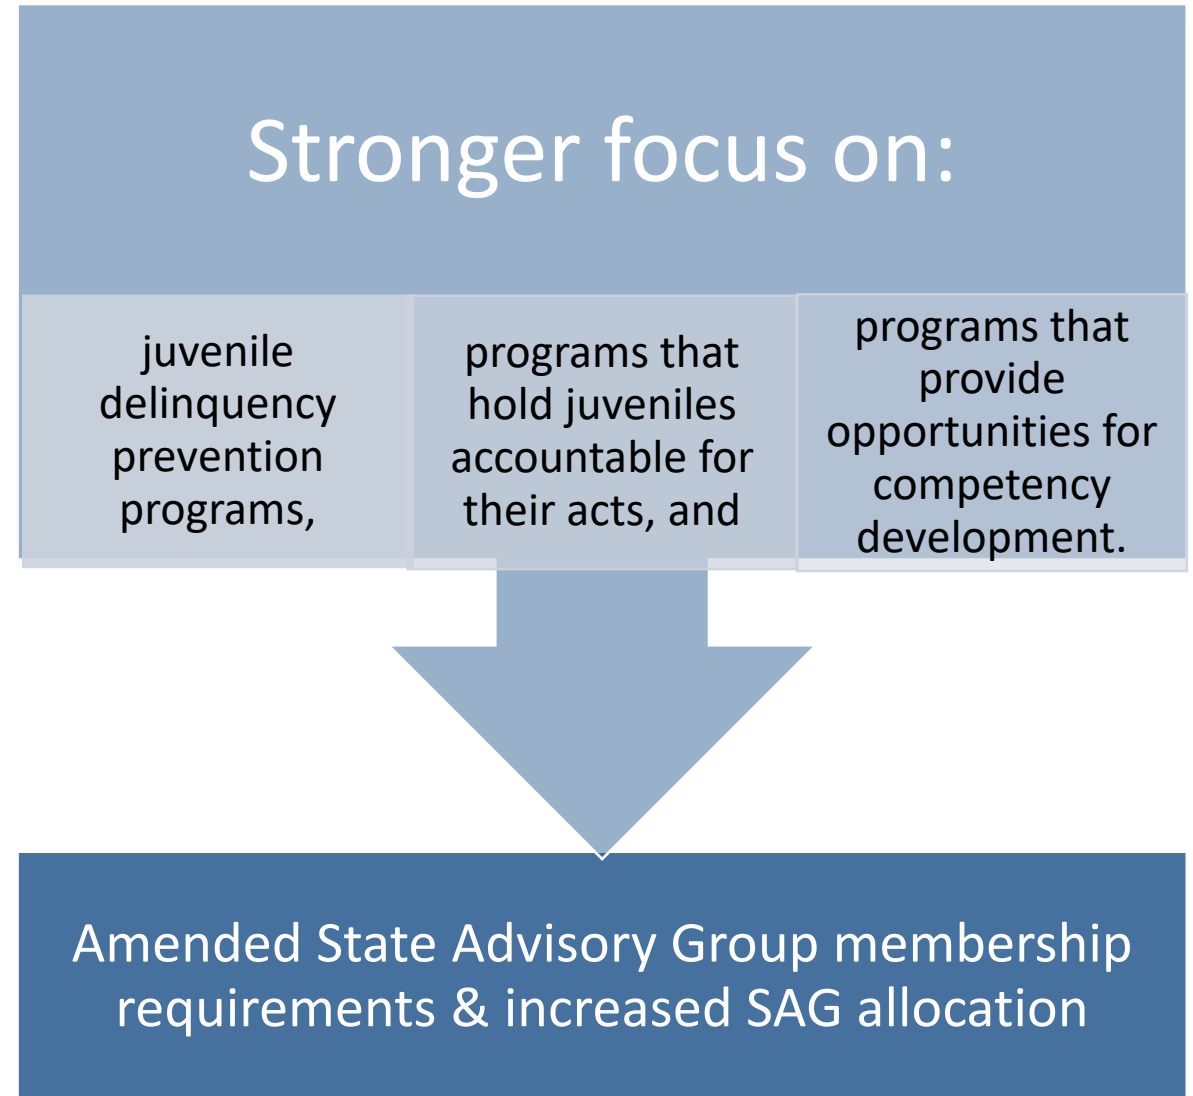 Stronger focus on:
juvenile
delinquency
prevention
programs,
programs that
hold juveniles
accountable for
their acts, and
programs that
provide
opportunities for
competency
development.
Amended State Advisory Group membership
requirements & increased SAG allocation